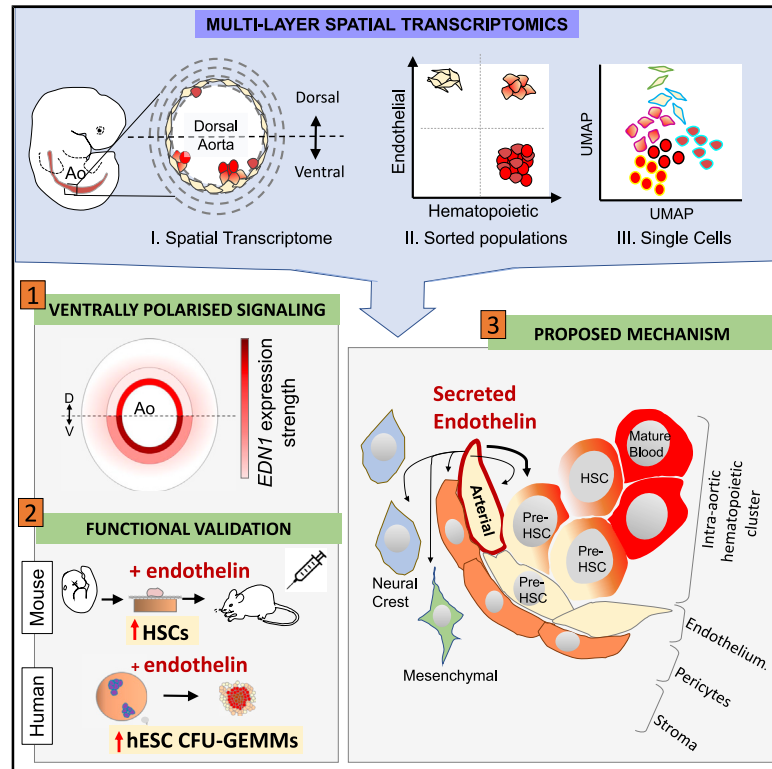 MULTI-LAYER SPATIAL TRANSCRIPTOMICS
Ao
Dorsal
Aorta
Dorsal
Ventral
I. Spatial Transcriptome
Endothelial
Hematopoietic
II. Sorted populations
UMAP
UMAP
III. Single Cells
1
VENTRALLY POLARISED SIGNALING
D
V
Ao
EDN1 expression
strength
2
FUNCTIONAL VALIDATION
Mouse
+ endothelin
↑ HSCs
Human
+ endothelin
↑ hESC CFU-GEMMs
3
PROPOSED MECHANISM
Secreted
Endothelin
Arterial
Mature
Blood
HSC
Pre-
HSC
Pre-
HSC
Pre-
HSC
Neural
Crest
Mesenchymal
Intra-aortic
hematopoietic
cluster
Endothelium.
Pericytes
Stroma